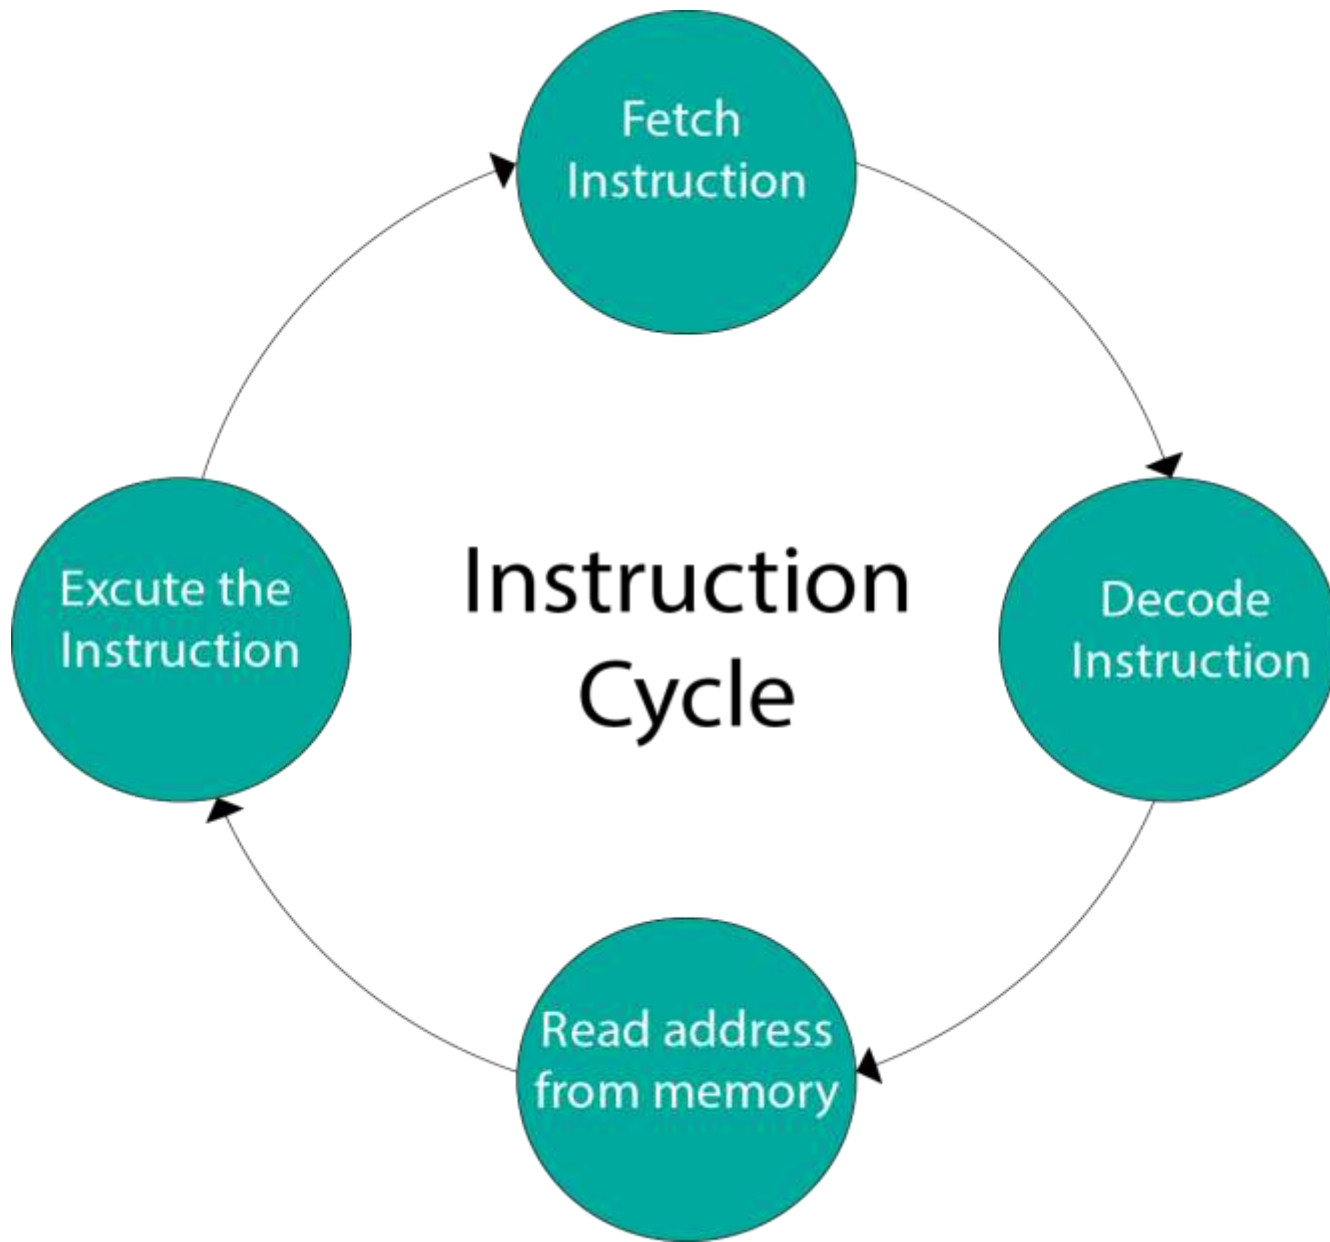 Fetch
Instruction
Decode
Instruction
Read address
from memory
Excute the
Instruction
Instruction
Cycle